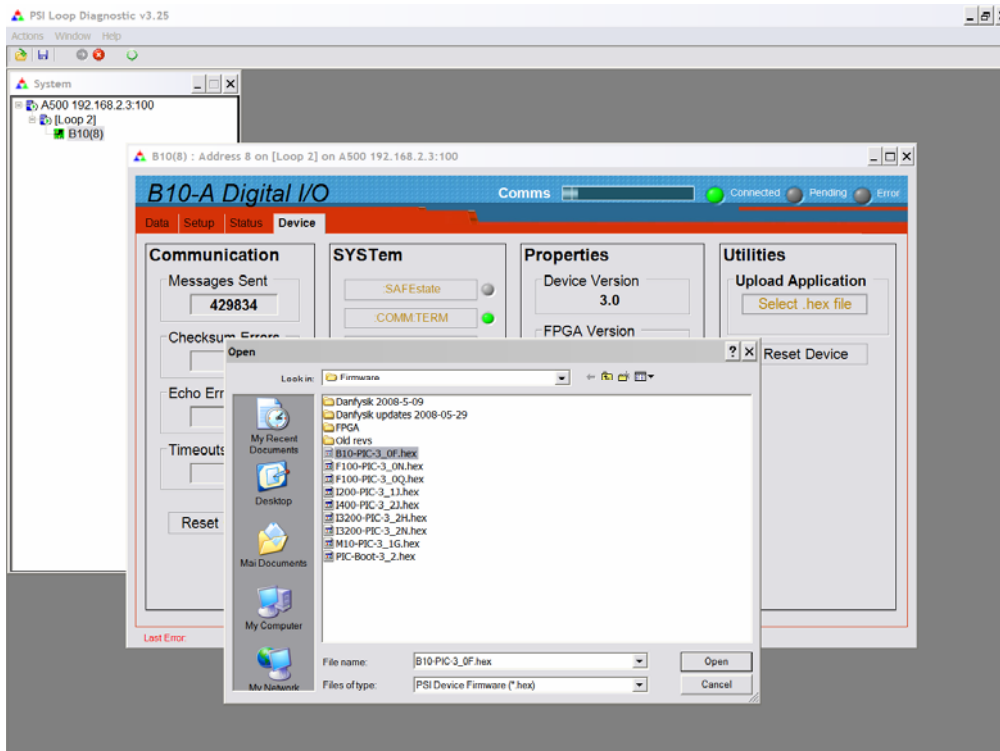 PSI Loop Diagnostic v3.25
Actions Window Help
System
A500 192.168.2.3:100
[Loop 2]
B10(8)
B10(8) : Address 8 on [Loop 2] on A500 192.168.2.3:100
B10-A Digital I/O
Comms
Connected
Pending
Error
Data Setup Status Device
Communication
Messages Sent
429834
Checksum Errors
Echo Err
Timeouts
Reset
SYSTem
:SAFEstate
:COMM:TERM
Properties
Device Version
3.0
FPGA Version
Utilities
Upload Application
Select .hex file
Reset Device
Last Error:
Open
Look in:
Firmware
My Recent
Documents
Desktop
Mai Documents
My Computer
My Network
Danfysik 2008-5-09
Danfysik updates 2008-05-29
FPGA
Old revs
B10-PIC-3_0F.hex
F100-PIC-3_0N.hex
F100-PIC-3_0Q.hex
I200-PIC-3_1J.hex
I400-PIC-3_2J.hex
I3200-PIC-3_2H.hex
I3200-PIC-3_2N.hex
M10-PIC-3_1G.hex
PIC-Boot-3_2.hex
File name:
B10-PIC-3_0F.hex
Open
Files of type:
PSI Device Firmware (*.hex)
Cancel